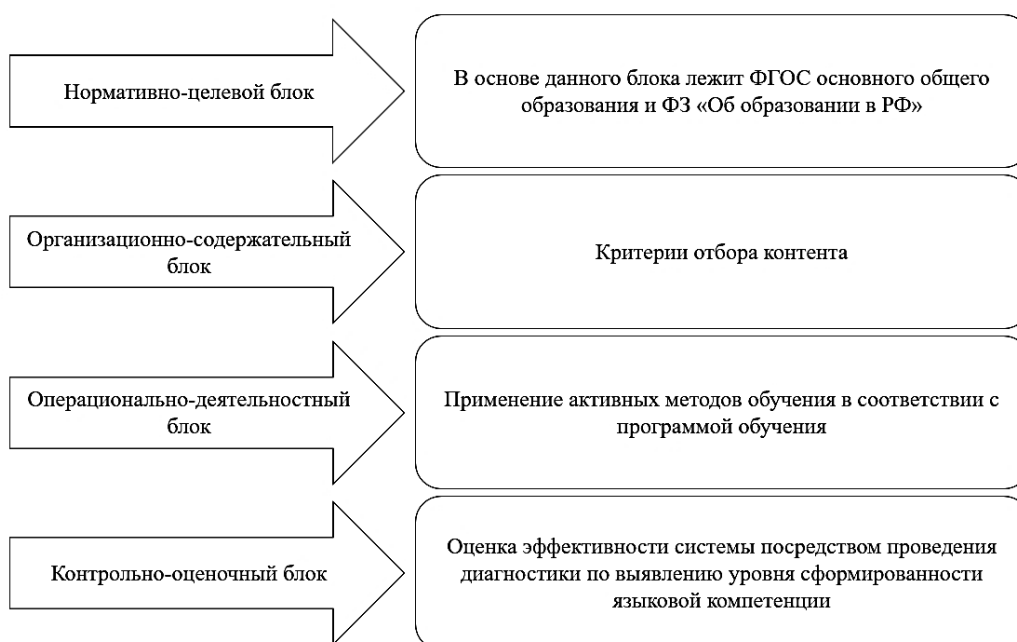 Нормативно-целевой блок
В основе данного блока лежит ФГОС основного общего
образования и ФЗ «Об образовании в РФ»
Организационно-содержательный
блок
Критерии отбора контента
Операционально-деятельностный
блок
Применение активных методов обучения в соответствии с
программой обучения
Контрольно-оценочный блок
Оценка эффективности системы посредством проведения
диагностики по выявлению уровня сформированности
языковой компетенции